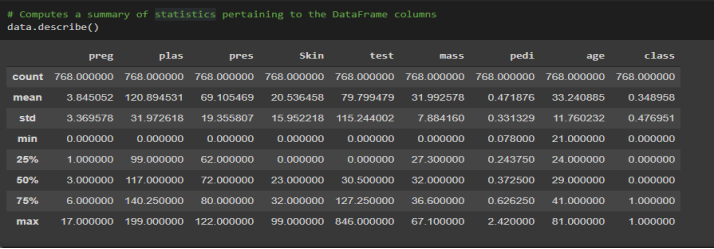 # Computes a summary of statistics pertaining to the DataFrame columns
data.describe()
preg plas pres Skin test mass pedi age class
count 768.000000 768.000000 768.000000 768.000000 768.000000 768.000000 768.000000 768.000000 768.000000
mean 3.845052 120.894531 69.105469 20.536458 79.799479 31.992578 0.471876 33.240885 0.348958
std 3.369578 31.972618 19.355807 15.952218 115.244002 7.884160 0.331329 11.760232 0.476951
min 0.000000 0.000000 0.000000 0.000000 0.000000 0.000000 0.078000 21.000000 0.000000
25% 1.000000 99.000000 62.000000 0.000000 0.000000 27.300000 0.243750 24.000000 0.000000
50% 3.000000 117.000000 72.000000 23.000000 30.500000 32.000000 0.372500 29.000000 0.000000
75% 6.000000 140.250000 80.000000 32.000000 127.250000 36.600000 0.626250 41.000000 1.000000
max 17.000000 199.000000 122.000000 99.000000 846.000000 67.100000 2.420000 81.000000 1.000000